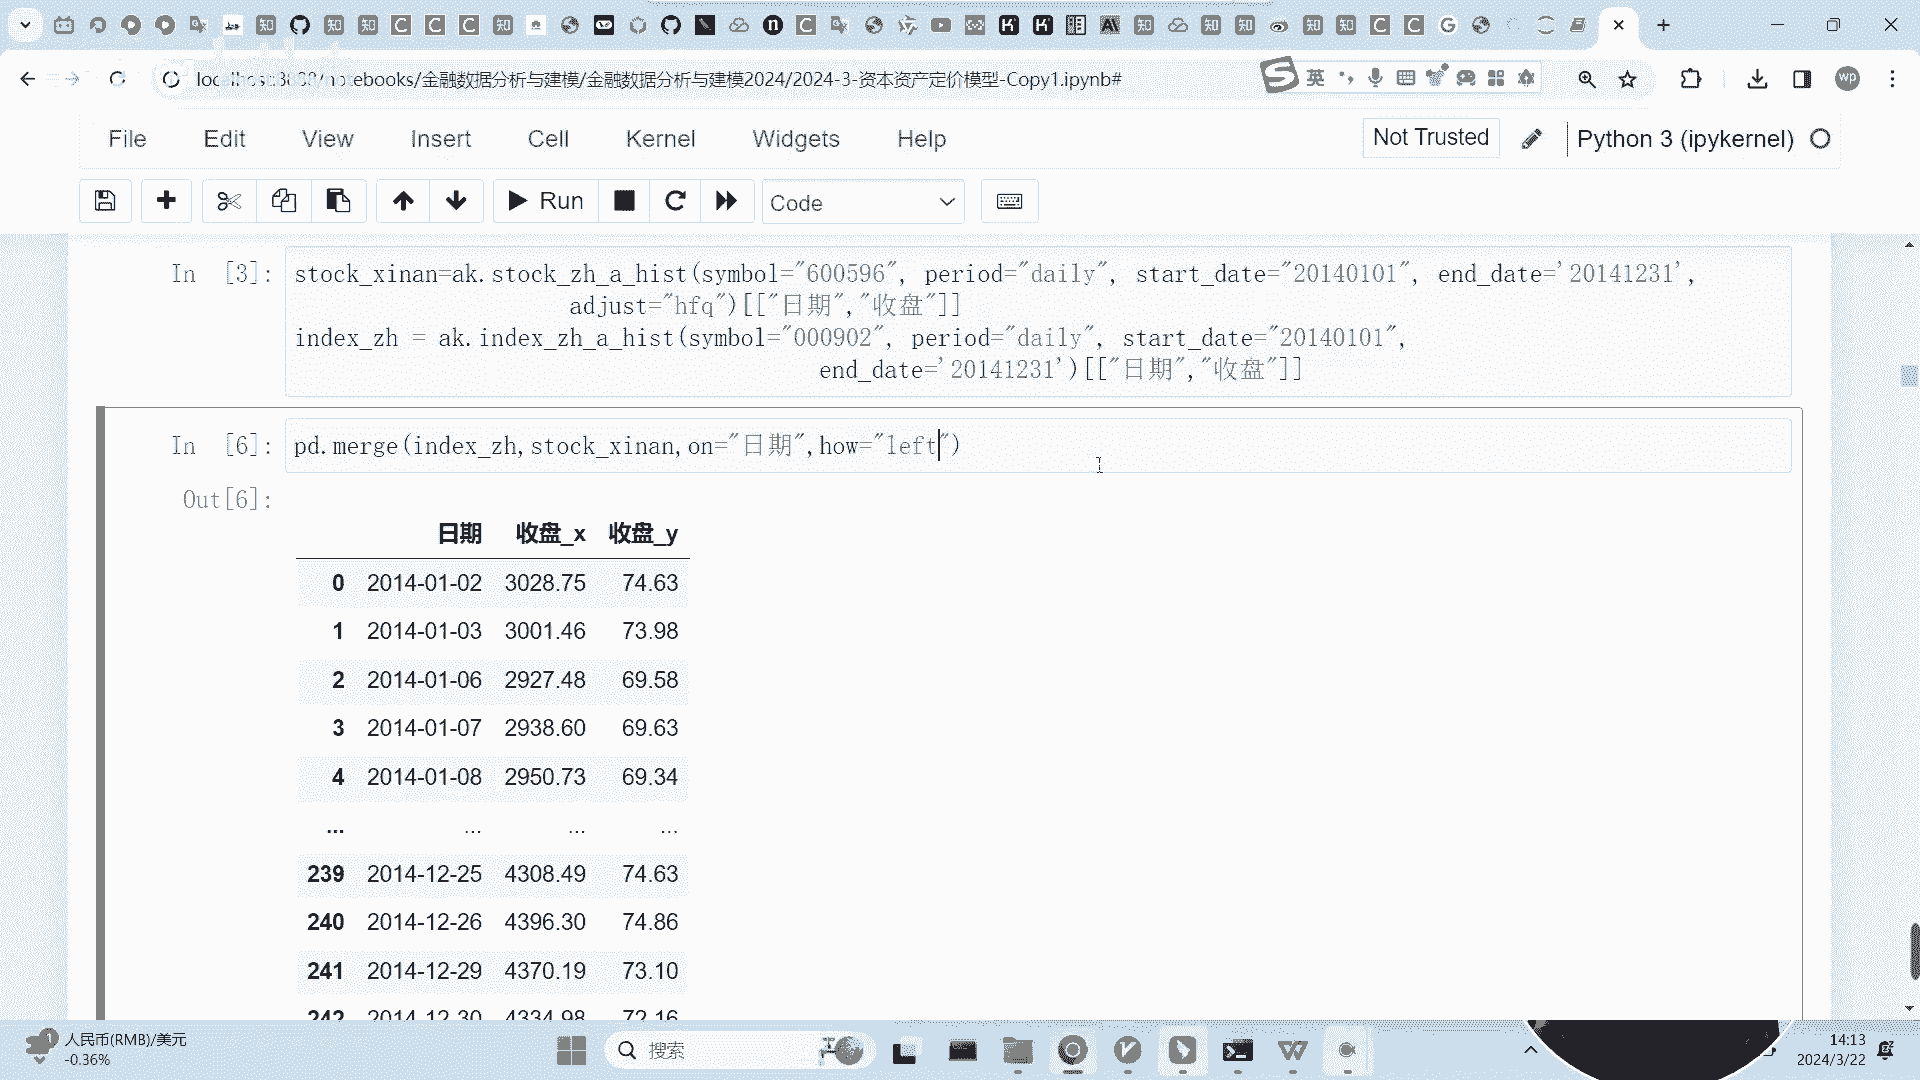 localhost:8888/notebooks/金融数据分析与建模/金融数据分析与建模2024/2024-3-资本资产定价模型-Copy1.ipynb#
英
wp
File Edit View Insert Cell Kernel Widgets Help
Not Trusted
Python 3 (ipykernel)
Run
Code
In [3]:
stock_xinan=ak.stock_zh_a_hist(symbol="600596", period="daily", start_date="20140101", end_date='20141231',
adjust="hfq")[["日期","收盘"]]
index_zh = ak.index_zh_a_hist(symbol="000902", period="daily", start_date="20140101",
end_date='20141231')[["日期","收盘"]]
In [6]:
pd.merge(index_zh,stock_xinan,on="日期",how="left")
Out[6]:
日期 收盘_x 收盘_y
0 2014-01-02 3028.75 74.63
1 2014-01-03 3001.46 73.98
2 2014-01-06 2927.48 69.58
3 2014-01-07 2938.60 69.63
4 2014-01-08 2950.73 69.34
... ... ... ...
239 2014-12-25 4308.49 74.63
240 2014-12-26 4396.30 74.86
241 2014-12-29 4370.19 73.10
242 2014-12-30 4334.98 72.16
1
人民币(RMB)/美元
-0.36%
搜索
14:13
2024/3/22